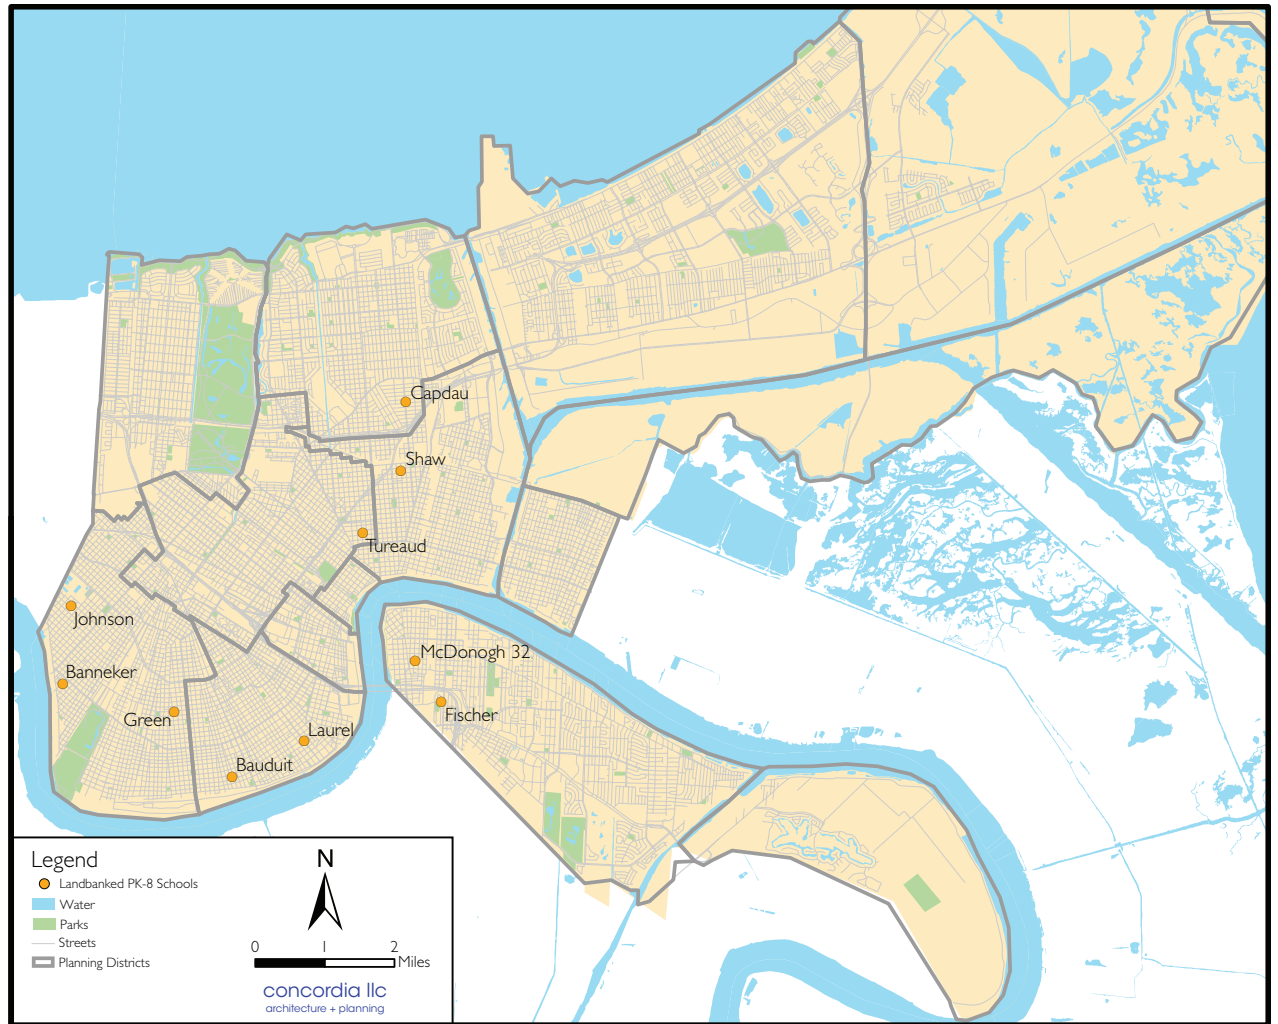 Capdau
Shaw
Tureaud
Johnson
McDonogh 32
Banneker
Fischer
Green
Laurel
Bauduit
Legend
Landbanked PK-8 Schools
Water
Parks
Streets
Planning Districts
N
0 1 2
Miles
concordia llc
architecture + planning